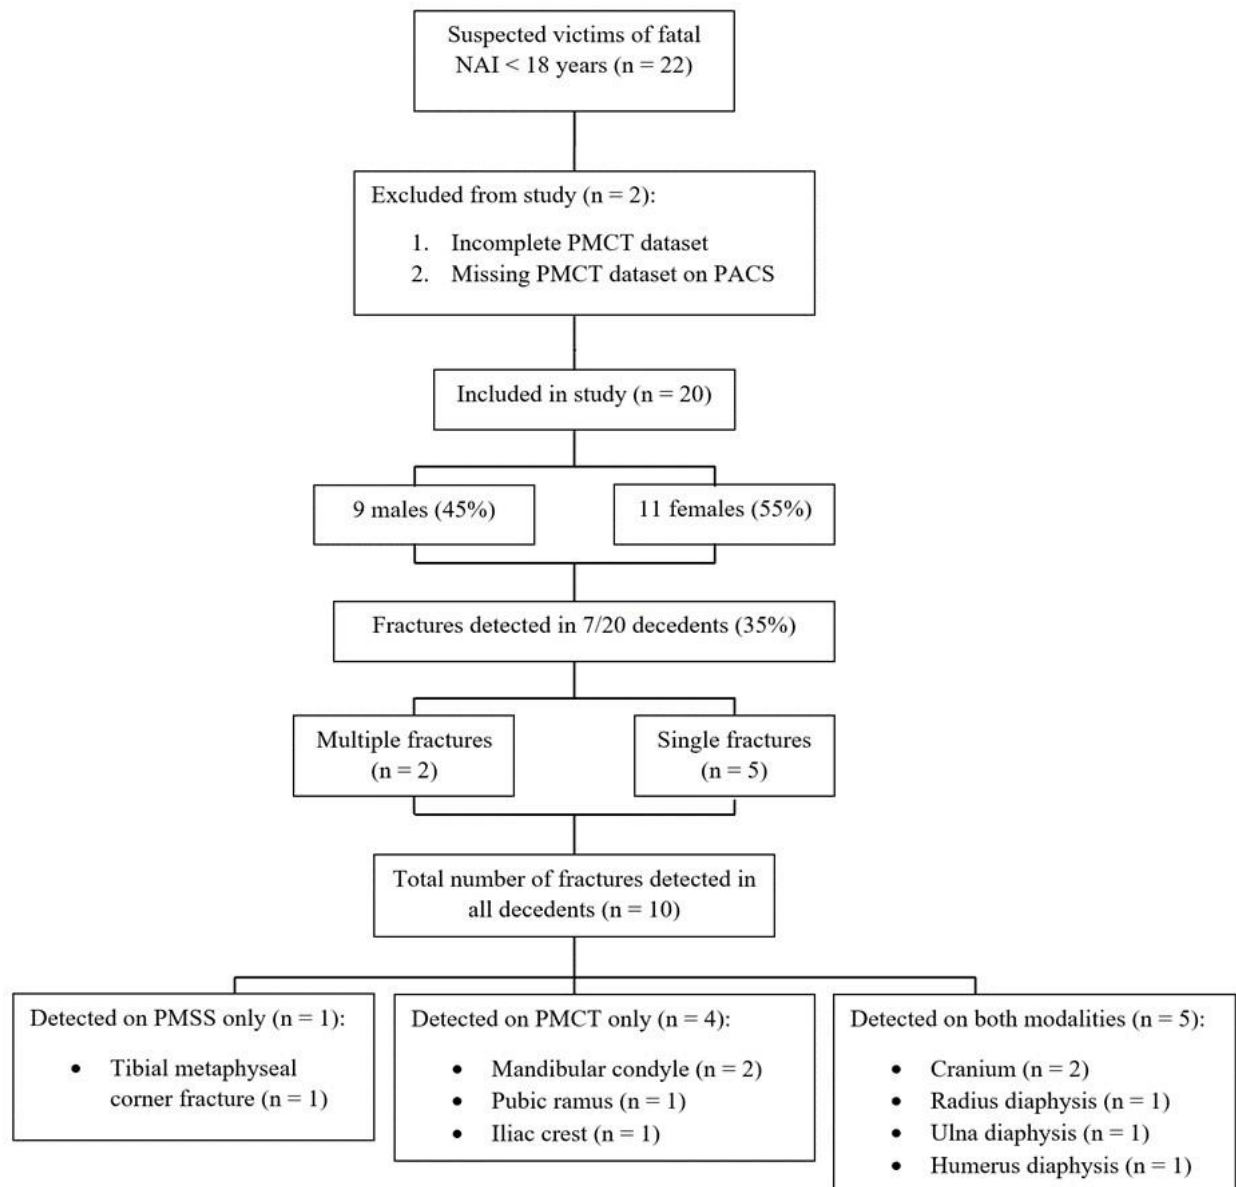 Suspected victims of fatal
NAI < 18 years (n = 22)
Excluded from study (n = 2):
1. Incomplete PMCT dataset
2. Missing PMCT dataset on PACS
Included in study (n = 20)
9 males (45%)
11 females (55%)
Fractures detected in 7/20 decedents (35%)
Multiple fractures
(n = 2)
Single fractures
(n = 5)
Total number of fractures detected in
all decedents (n = 10)
Detected on PMSS only (n = 1):
• Tibial metaphyseal
corner fracture (n = 1)
Detected on PMCT only (n = 4):
• Mandibular condyle (n = 2)
• Pubic ramus (n = 1)
• Iliac crest (n = 1)
Detected on both modalities (n = 5):
• Cranium (n = 2)
• Radius diaphysis (n = 1)
• Ulna diaphysis (n = 1)
• Humerus diaphysis (n = 1)